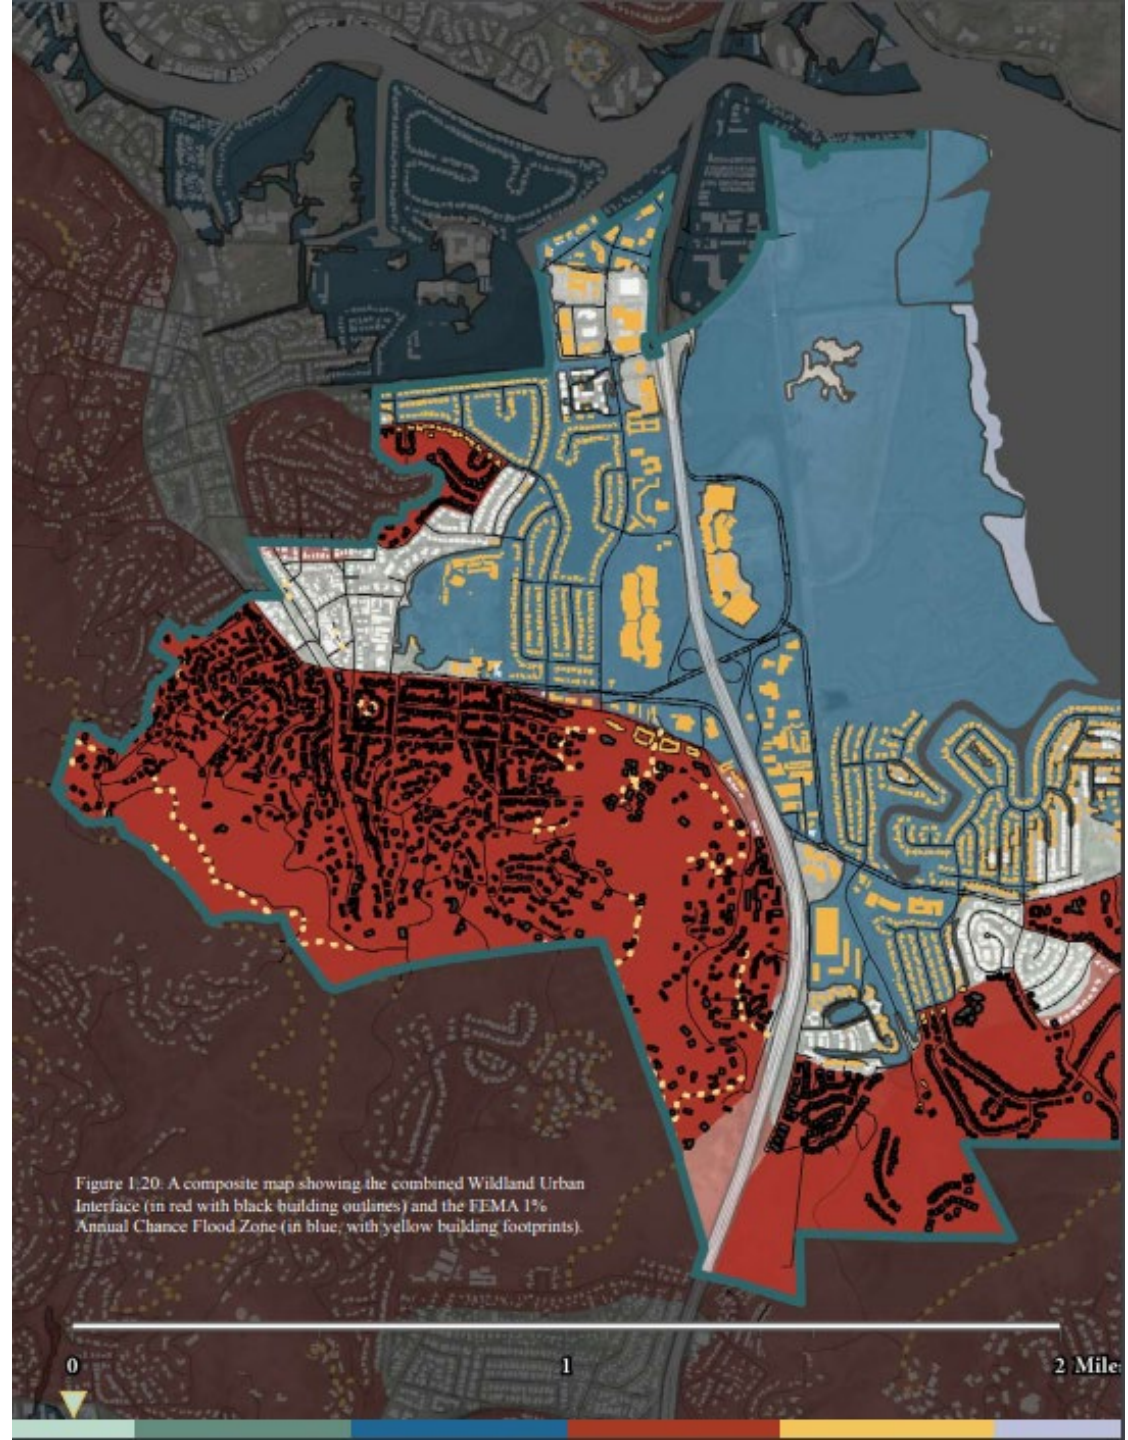 Figure 1.20: A composite map showing the combined Wildland Urban
Interface (in red with black building outlines) and the FEMA 1%
Annual Chance Flood Zone (in blue, with yellow building footprints).
0 1 2 Mile